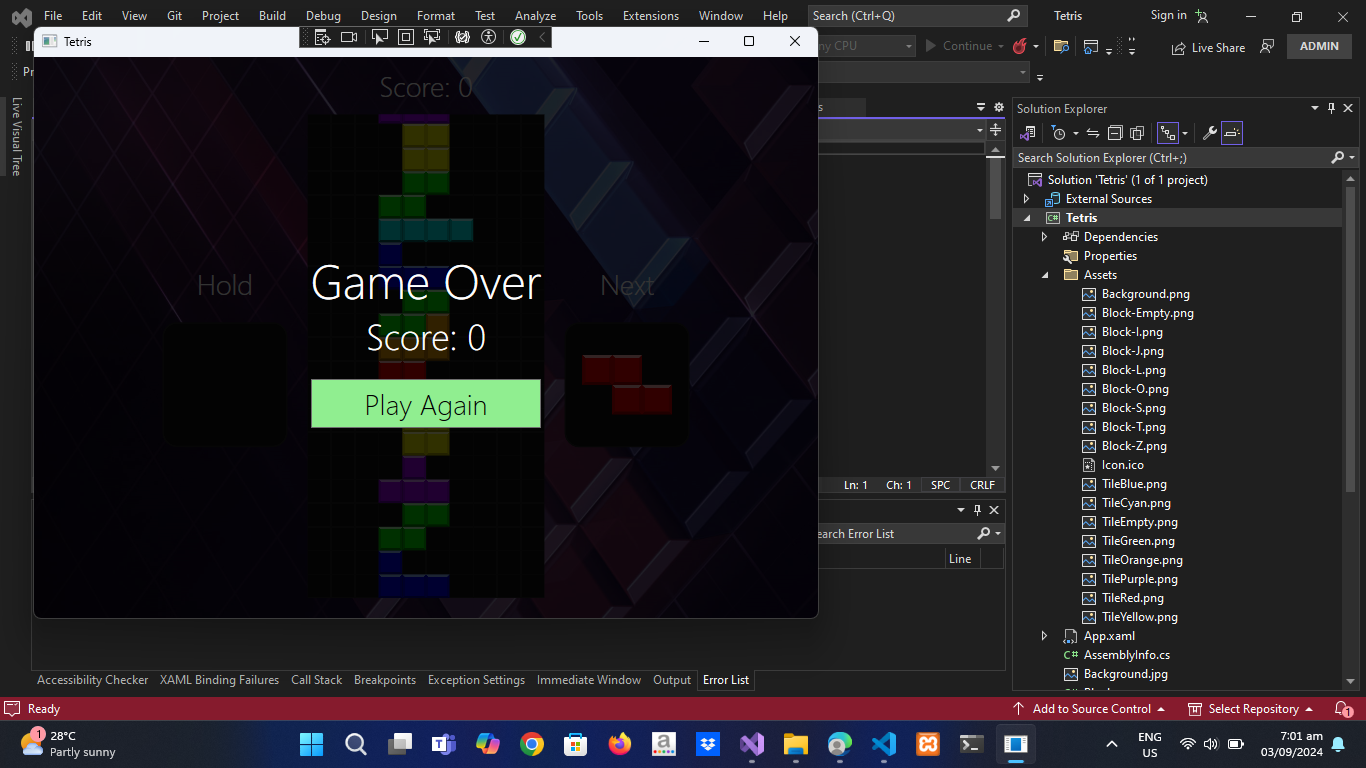 File Edit View Git Project Build Debug Design Format Test Analyze Tools Extensions Window Help Search (Ctrl+Q) Tetris Sign in
Tetris
ny CPU Continue Live Share ADMIN
Pr
Live Visual Tree
Score: 0
Hold
Next
Game Over
Score: 0
Play Again
s
Ln: 1 Ch: 1 SPC CRLF
earch Error List
Line
Solution Explorer
Search Solution Explorer (Ctrl+;)
Solution 'Tetris' (1 of 1 project)
External Sources
Tetris
Dependencies
Properties
Assets
Background.png
Block-Empty.png
Block-I.png
Block-J.png
Block-L.png
Block-O.png
Block-S.png
Block-T.png
Block-Z.png
Icon.ico
TileBlue.png
TileCyan.png
TileEmpty.png
TileGreen.png
TileOrange.png
TilePurple.png
TileRed.png
TileYellow.png
App.xaml
AssemblyInfo.cs
Background.jpg
Accessibility Checker XAML Binding Failures Call Stack Breakpoints Exception Settings Immediate Window Output Error List
Ready Add to Source Control Select Repository 1
1
28°C
Partly sunny
ENG
US
7:01 am
03/09/2024